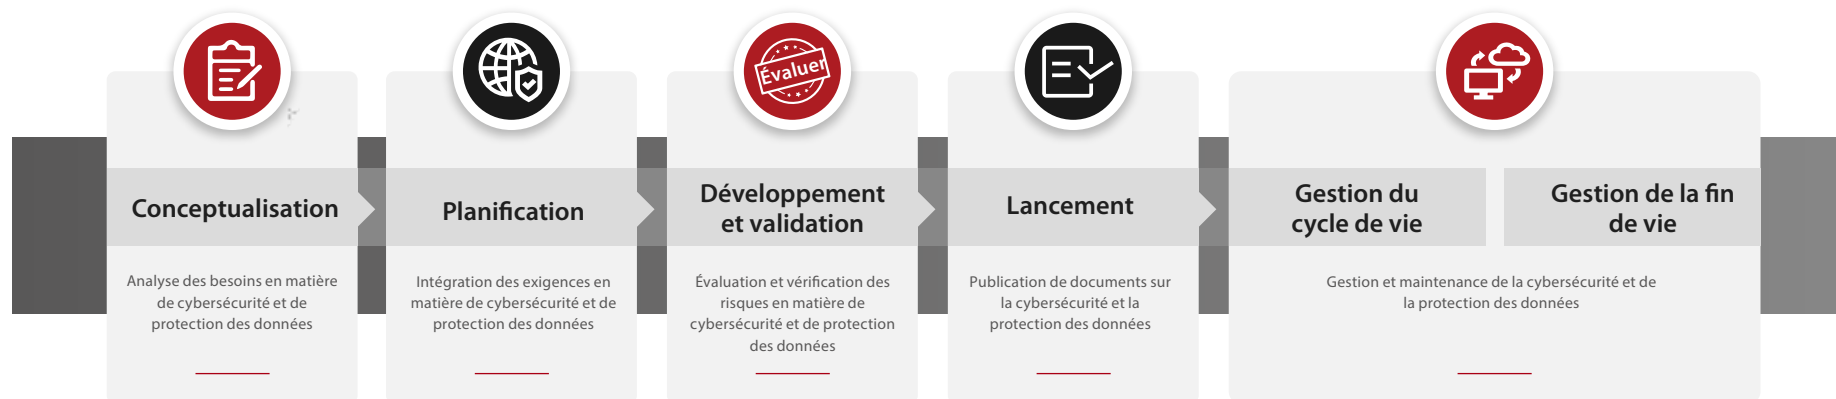 Évaluer
Conceptualisation
Planification
Développement
et validation
Lancement
Gestion du
cycle de vie
Gestion de la fin
de vie
Analyse des besoins en matière
de cybersécurité et de
protection des données
Intégration des exigences en
matière de cybersécurité et de
protection des données
Évaluation et vérification des
risques en matière de
cybersécurité et de protection
des données
Publication de documents sur
la cybersécurité et la
protection des données
Gestion et maintenance de la cybersécurité et de
la protection des données